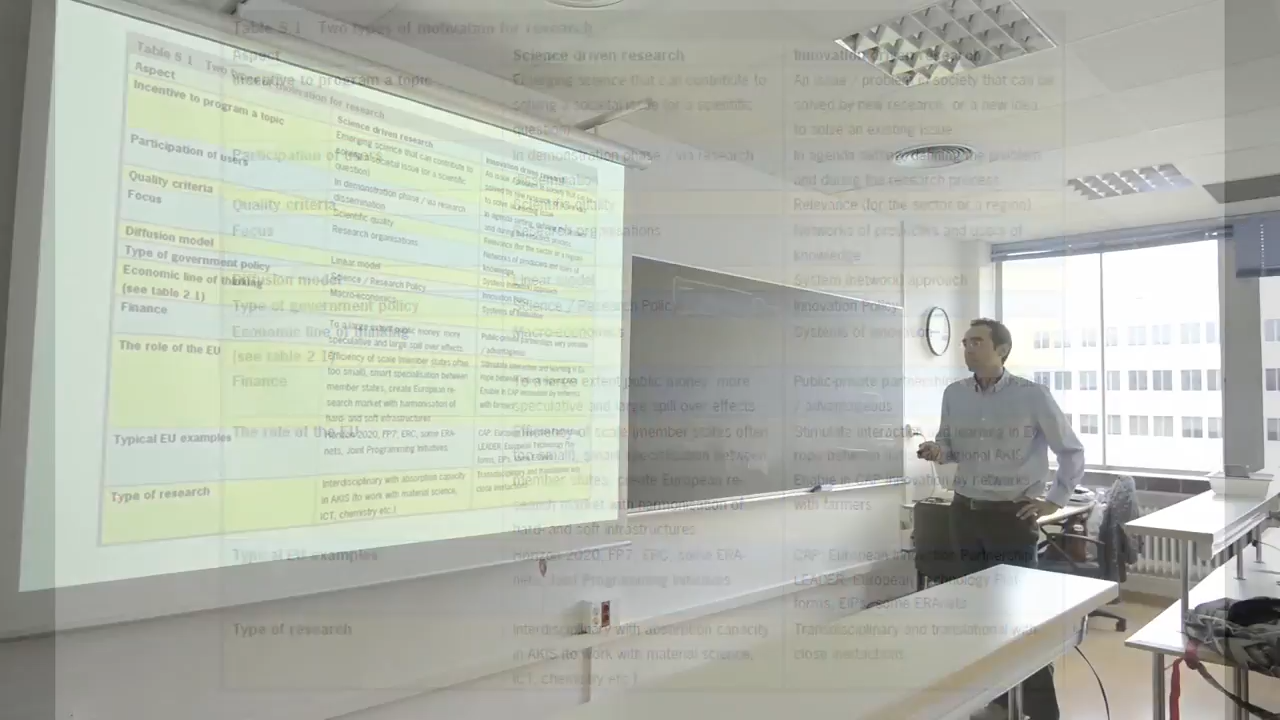 Table 5.1 Two types of motivation for research
Aspect
Science driven research
Incentive to program a topic
Emerging science that can contribute to
solving a societal issue (or a specific
question)
An issue / problem in society that can be
solved by new research, or a new idea
to solve an existing issue
Participation of users
In demonstration phase / via research
dissemination
In agenda setting, defining the problem
and during the research process
Quality criteria
Scientific quality
Relevance (for the sector or a region)
Focus
Research organisations
Networks of producers and users of
knowledge
Diffusion model
Linear model
System (network) approach
Type of government policy
Science / Research Policy
Innovation Policy
Economic line of thinking
(see table 2.1)
Macro-economics
Systems of innovation
Finance
To a large extent public money: more
speculative and large spill over effects
Public-private partnerships very
/ advantageous
The role of the EU
Efficiency of scale (member states often
too small), smart specialisation between
member states, create European re-
search market with harmonisation of
hard- and soft infrastructures
Stimulate interaction and learning in Eu-
rope between regional AKIS.
Enable in CAP innovation by networks
with farmers
Typical EU examples
Horizon 2020, FP7, ERC, some ERA-
nets, Joint Programming Initiatives
CAP: European Innovation Partnership,
LEADER, European Technology Plat-
forms, EIPs, some ERAnets
Type of research
Interdisciplinary with absorption capacity
in AKIS (to work with material science,
ICT, chemistry etc.)
Transdisciplinary and translational with
close interactions.